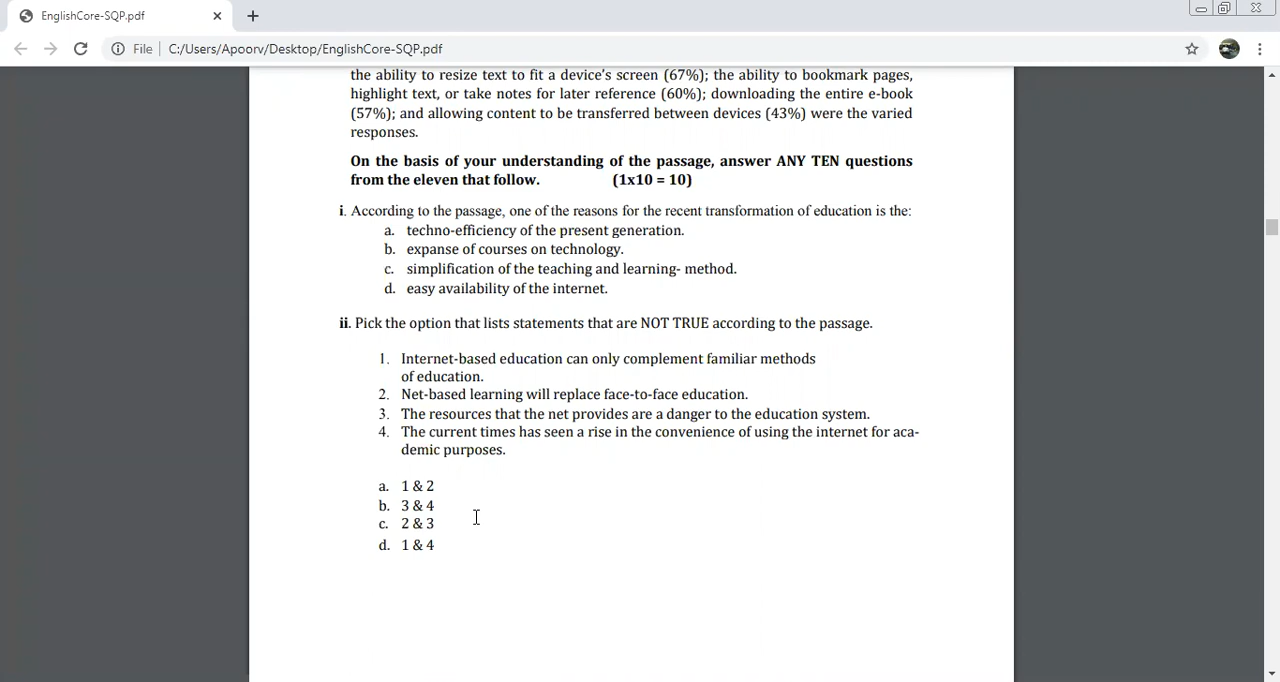 EnglishCore-SQP.pdf
File | C:/Users/Apoorv/Desktop/EnglishCore-SQP.pdf
the ability to resize text to fit a device's screen (67%); the ability to bookmark pages,
highlight text, or take notes for later reference (60%); downloading the entire e-book
(57%); and allowing content to be transferred between devices (43%) were the varied
responses.
On the basis of your understanding of the passage, answer ANY TEN questions
from the eleven that follow. (1x10 = 10)
i. According to the passage, one of the reasons for the recent transformation of education is the:
a. techno-efficiency of the present generation.
b. expanse of courses on technology.
c. simplification of the teaching and learning- method.
d. easy availability of the internet.
ii. Pick the option that lists statements that are NOT TRUE according to the passage.
1. Internet-based education can only complement familiar methods
of education.
2. Net-based learning will replace face-to-face education.
3. The resources that the net provides are a danger to the education system.
4. The current times has seen a rise in the convenience of using the internet for aca-
demic purposes.
a. 1 & 2
b. 3 & 4
c. 2 & 3
d. 1 & 4